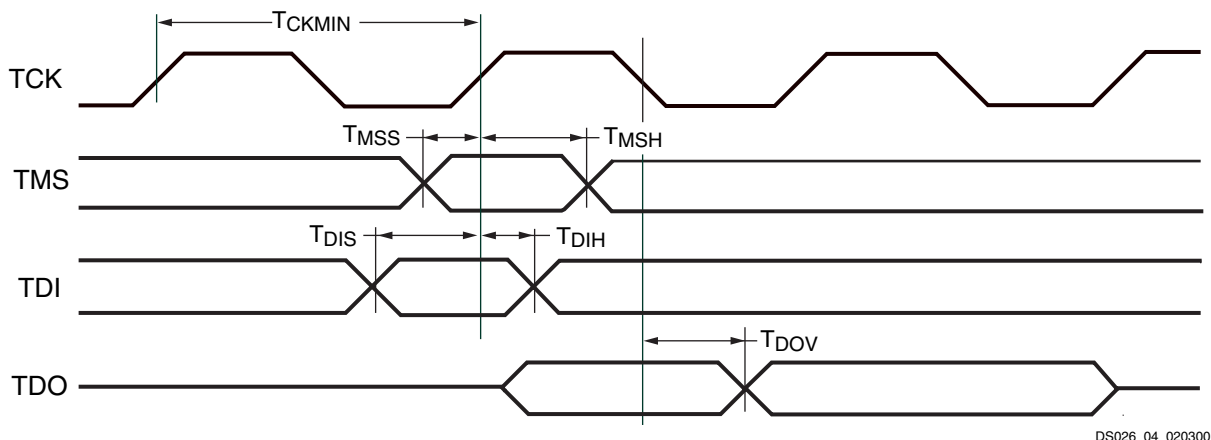 TCKMIN
TCK
TMSS TMSH
TMS
TDIS TDIH
TDI
TDOV
TDO
DS026_04_020300